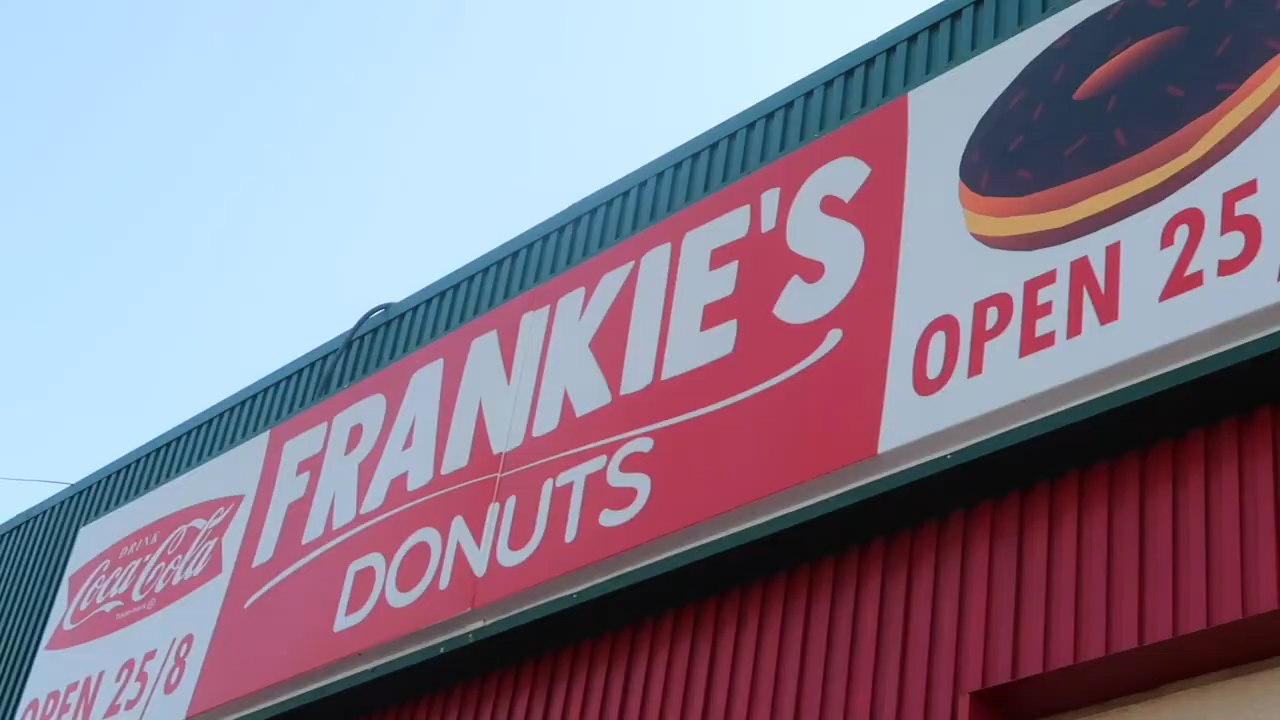 FRANKIE'S
DONUTS
DRINK
Coca-Cola
OPEN 25/8
OPEN 25